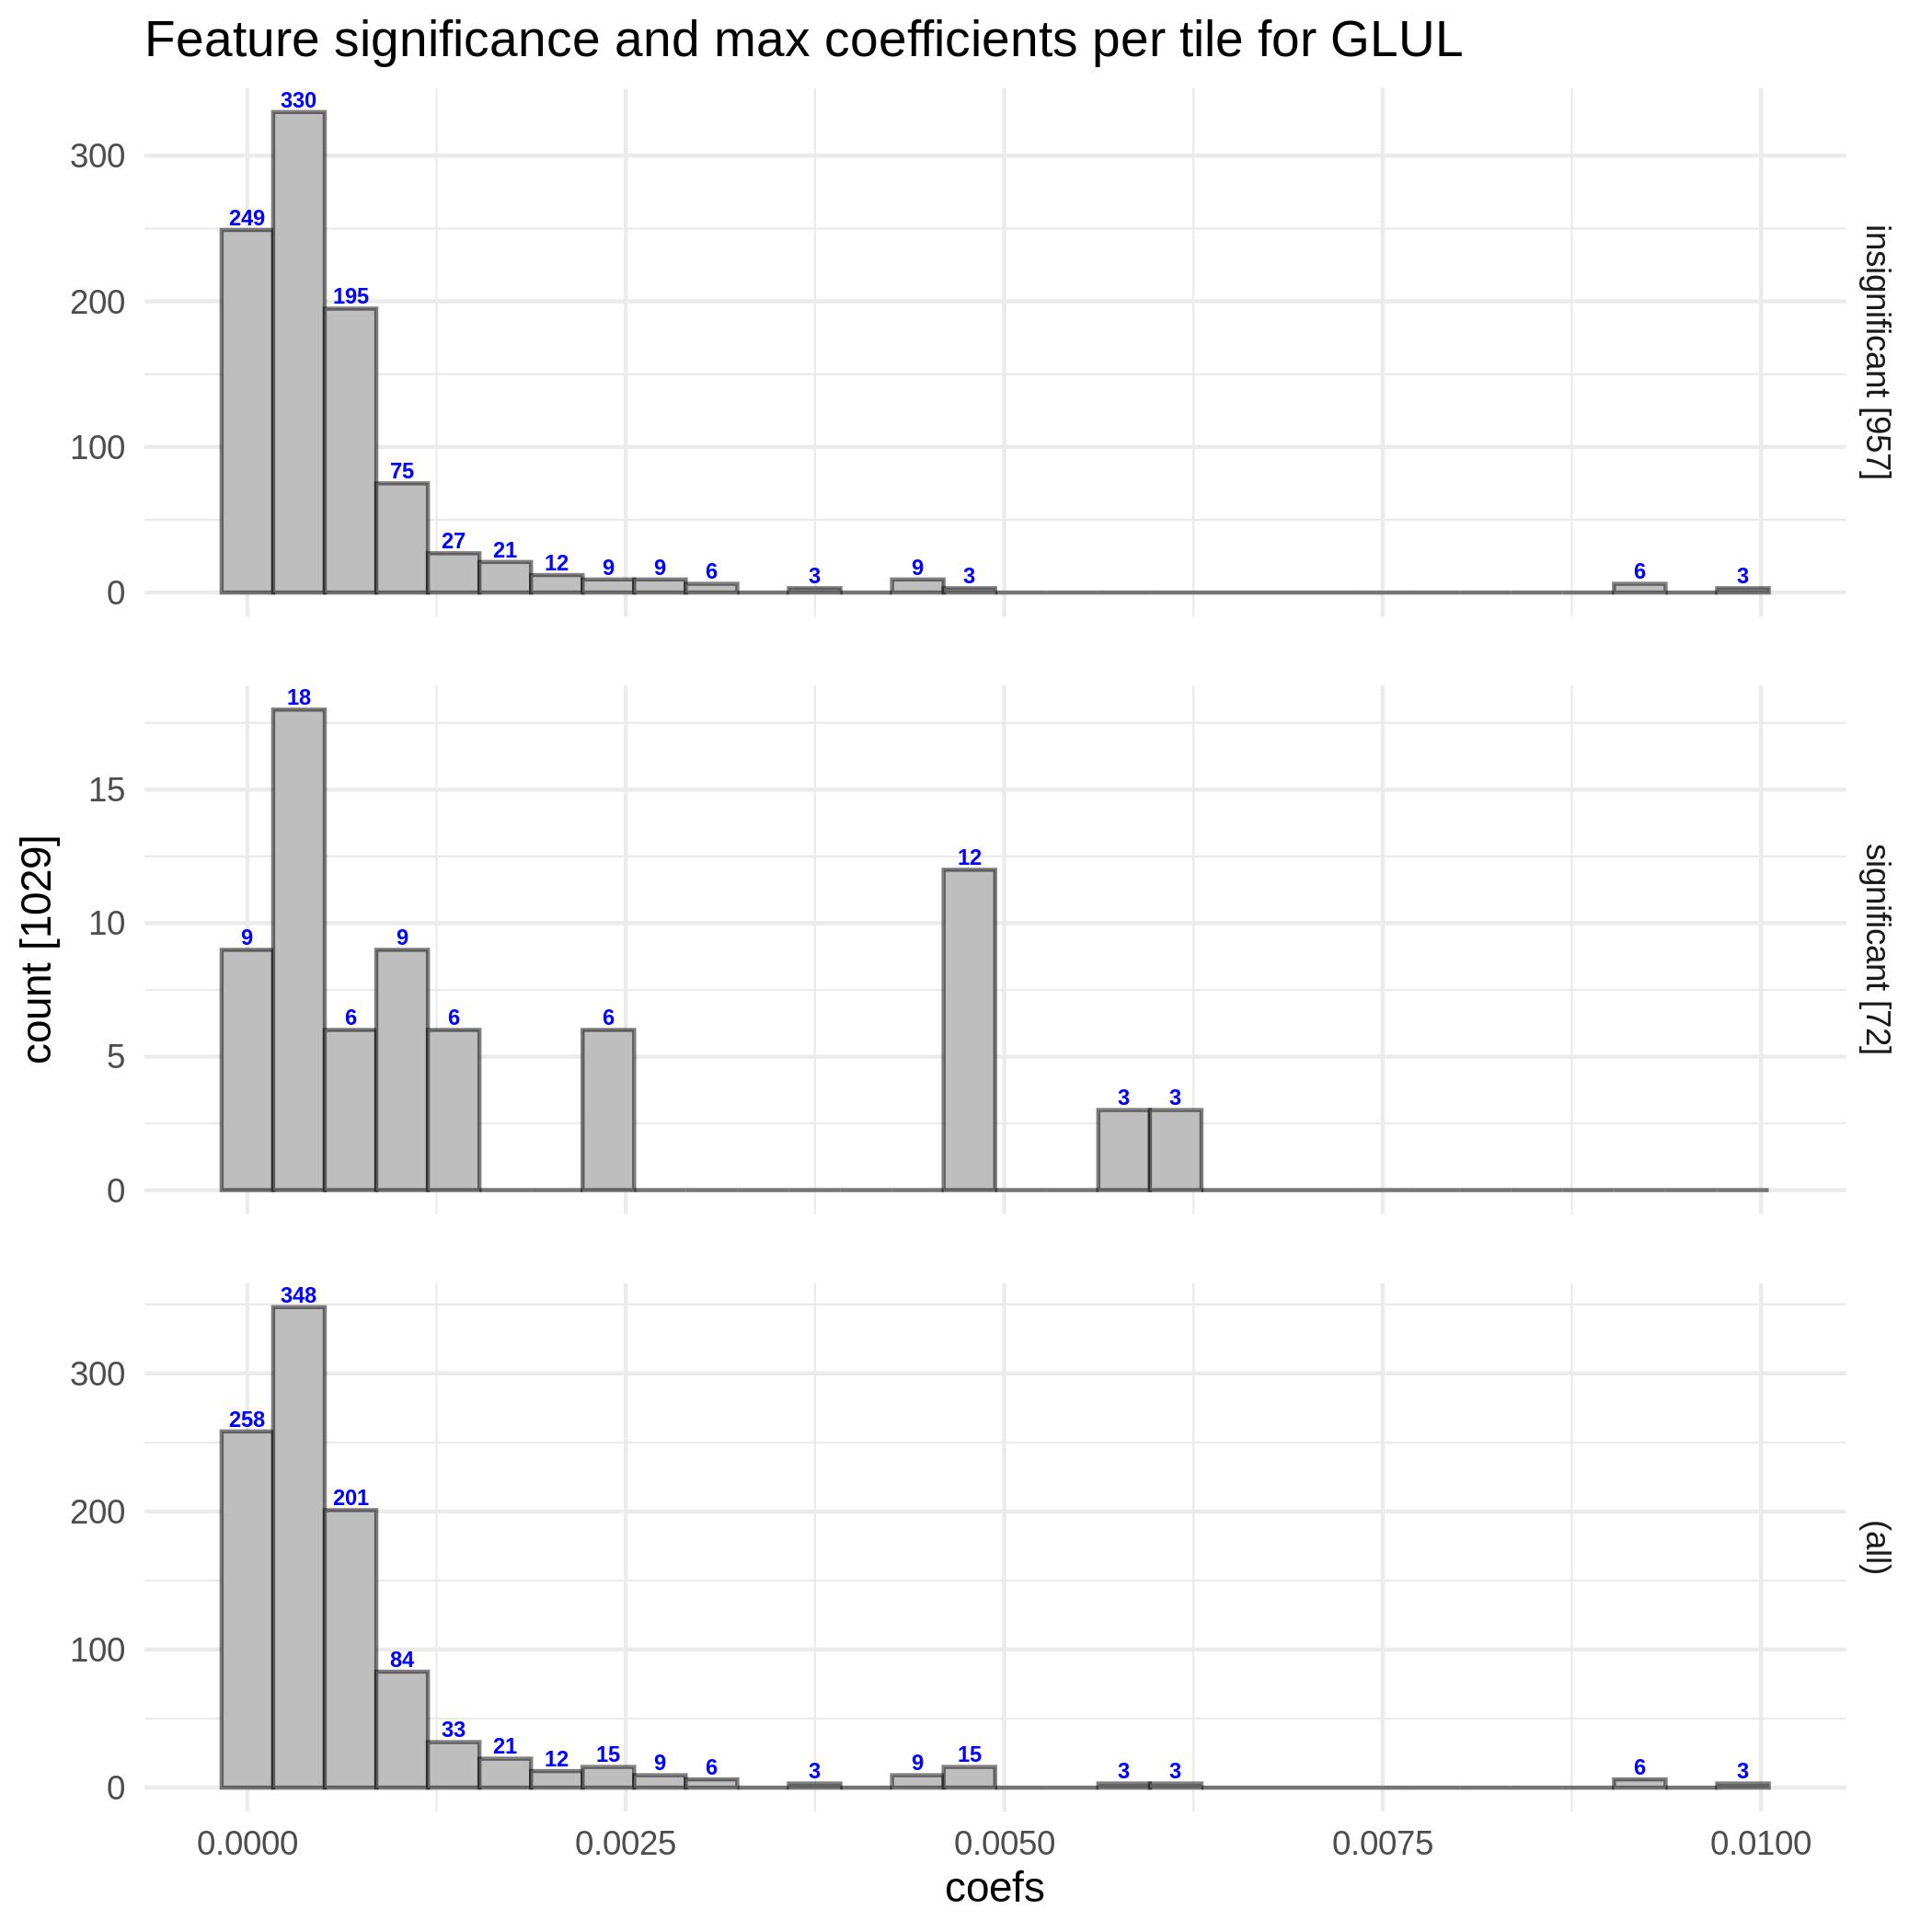 Feature significance and max coefficients per tile for GLUL
330
300
249
200
195
100
75
27 21 12 9 9 6 3 9 3 6 3
0
insignificant [957]
18
15
12
10
9 9
6 6 6
5
3 3
0
significant [72]
count [1029]
348
300
258
200
201
100
84
33 21 12 15 9 6 3 9 15 3 3 6 3
0
(all)
0.0000 0.0025 0.0050 0.0075 0.0100
coefs